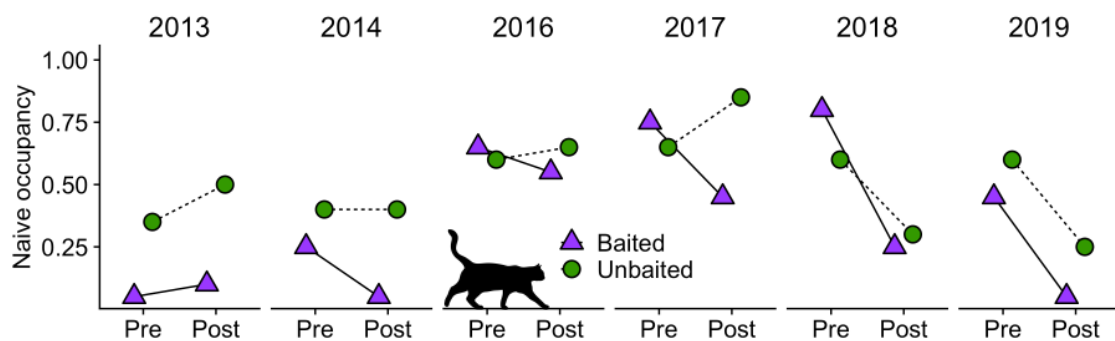 2013 2014 2016 2017 2018 2019
1.00
0.75
0.50
0.25
Naive occupancy
Baited
Unbaited
Pre Post Pre Post Pre Post Pre Post Pre Post Pre Post